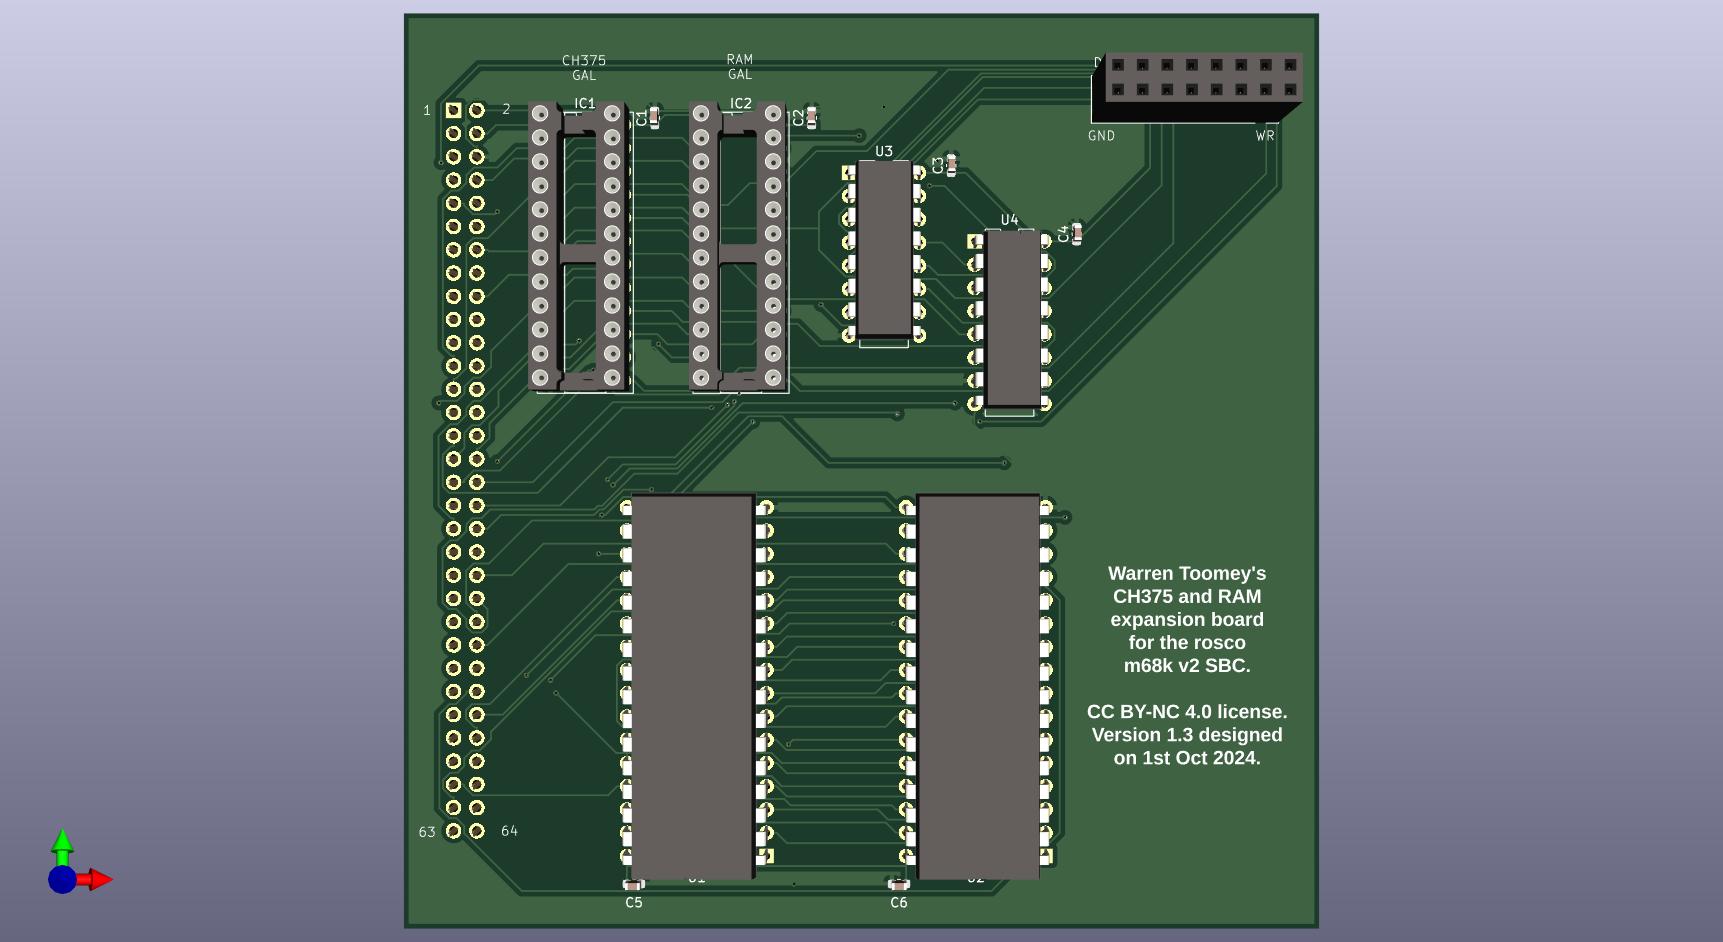 CH375
GAL
RAM
GAL
D
1
2
IC1
C1
IC2
C2
GND
WR
U3
C3
U4
C4
Warren Toomey's
CH375 and RAM
expansion board
for the rosco
m68k v2 SBC.
CC BY-NC 4.0 license.
Version 1.3 designed
on 1st Oct 2024.
63
64
C5
C6